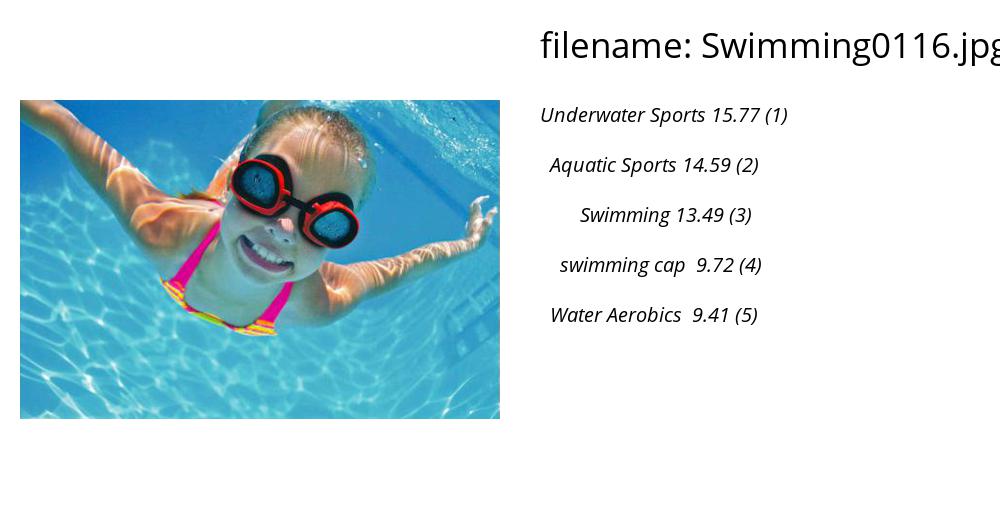 filename: Swimming0116.jpg
Underwater Sports 15.77 (1)
Aquatic Sports 14.59 (2)
Swimming 13.49 (3)
swimming cap 9.72 (4)
Water Aerobics 9.41 (5)